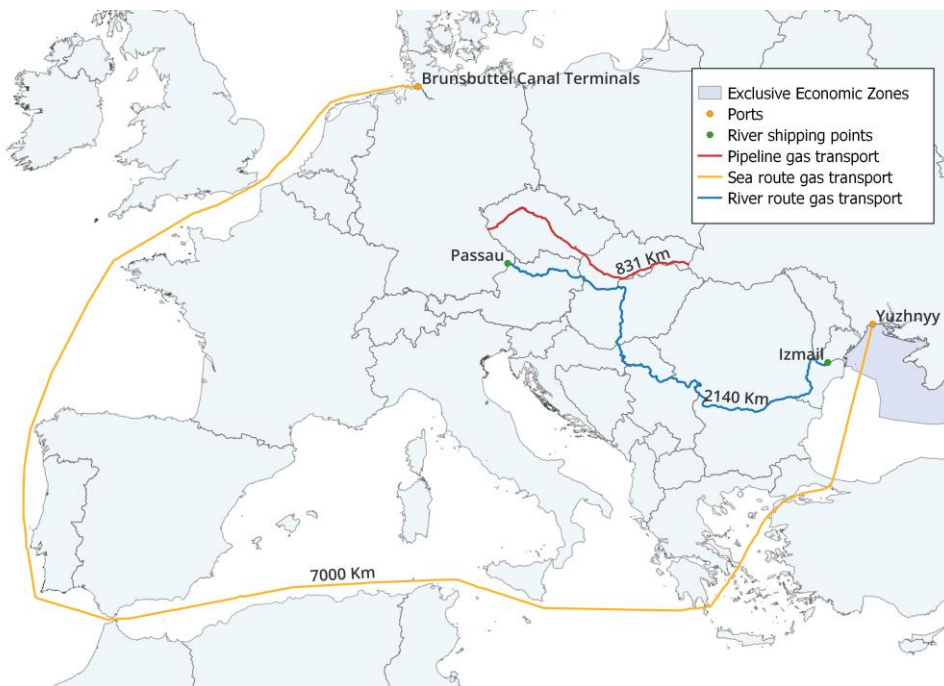 Brunsbuttel Canal Terminals
Exclusive Economic Zones
Ports
River shipping points
Pipeline gas transport
Sea route gas transport
River route gas transport
Passau
831 Km
Yuzhnyy
Izmail
2140 Km
7000 Km